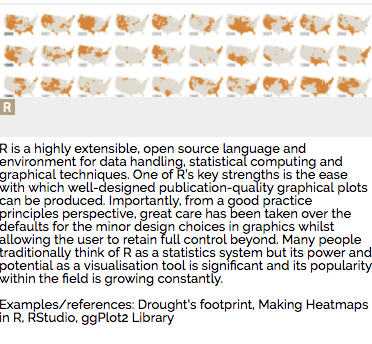 R
R is a highly extensible, open source language and
environment for data handling, statistical computing and
graphical techniques. One of R's key strengths is the ease
with which well-designed publication-quality graphical plots
can be produced. Importantly, from a good practice
principles perspective, great care has been taken over the
defaults for the minor design choices in graphics whilst
allowing the user to retain full control beyond. Many people
traditionally think of R as a statistics system but its power and
potential as a visualisation tool is significant and its popularity
within the field is growing constantly.
Examples/references: Drought's footprint, Making Heatmaps
in R, RStudio, ggPlot2 Library